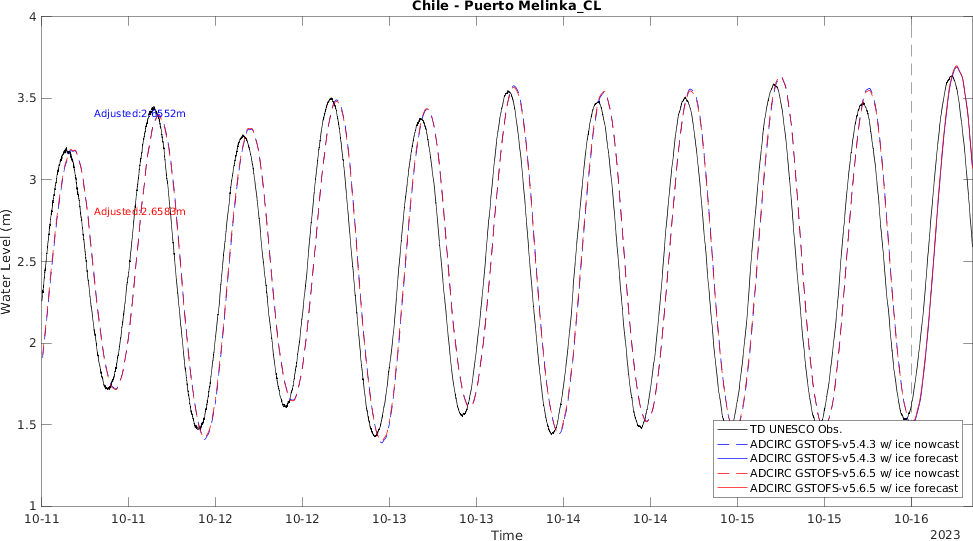 Chile - Puerto Melinka_CL
4
3.5
3
2.5
2
1.5
1
Water Level (m)
Adjusted:2.6552m
Adjusted:2.6583m
TD UNESCO Obs.
ADCIRC GSTOFS-v5.4.3 w/ ice nowcast
ADCIRC GSTOFS-v5.4.3 w/ ice forecast
ADCIRC GSTOFS-v5.6.5 w/ ice nowcast
ADCIRC GSTOFS-v5.6.5 w/ ice forecast
10-11 10-11 10-12 10-12 10-13 10-13 10-14 10-14 10-15 10-15 10-16
Time
2023